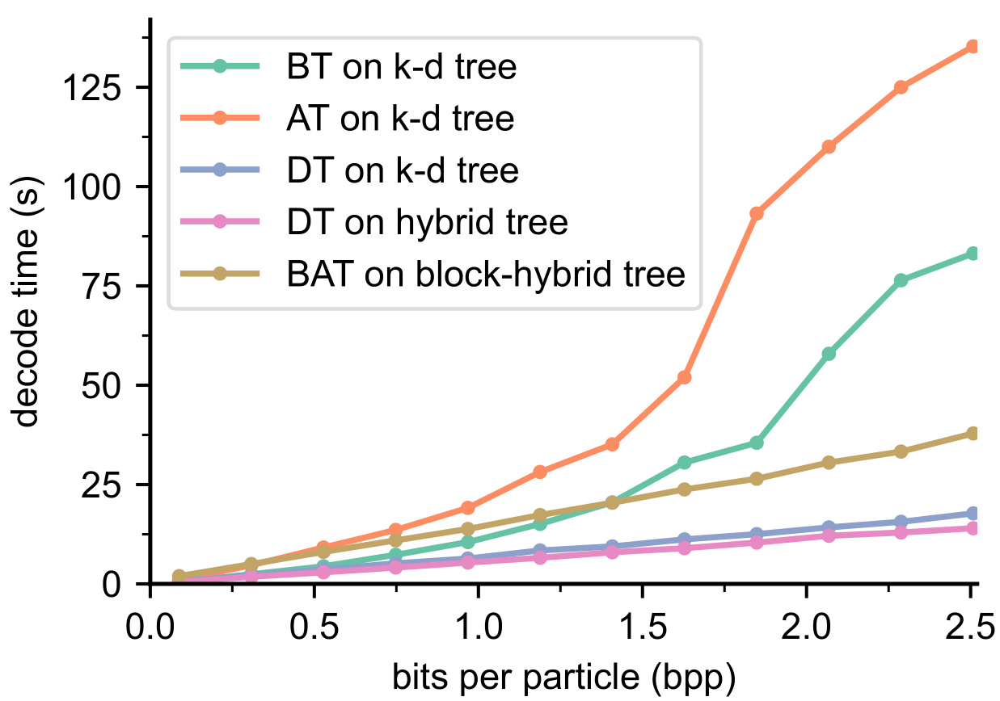 BT on k-d tree
AT on k-d tree
DT on k-d tree
DT on hybrid tree
BAT on block-hybrid tree
decode time (s)
125
100
75
50
25
0
0.0 0.5 1.0 1.5 2.0 2.5
bits per particle (bpp)